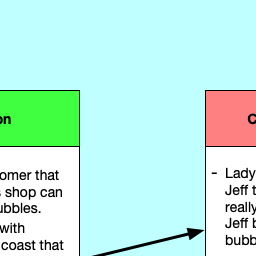 on
C
omer that
s shop can
ubbles.
with
coast that
- Lady
Jeff t
really
Jeff b
bubb